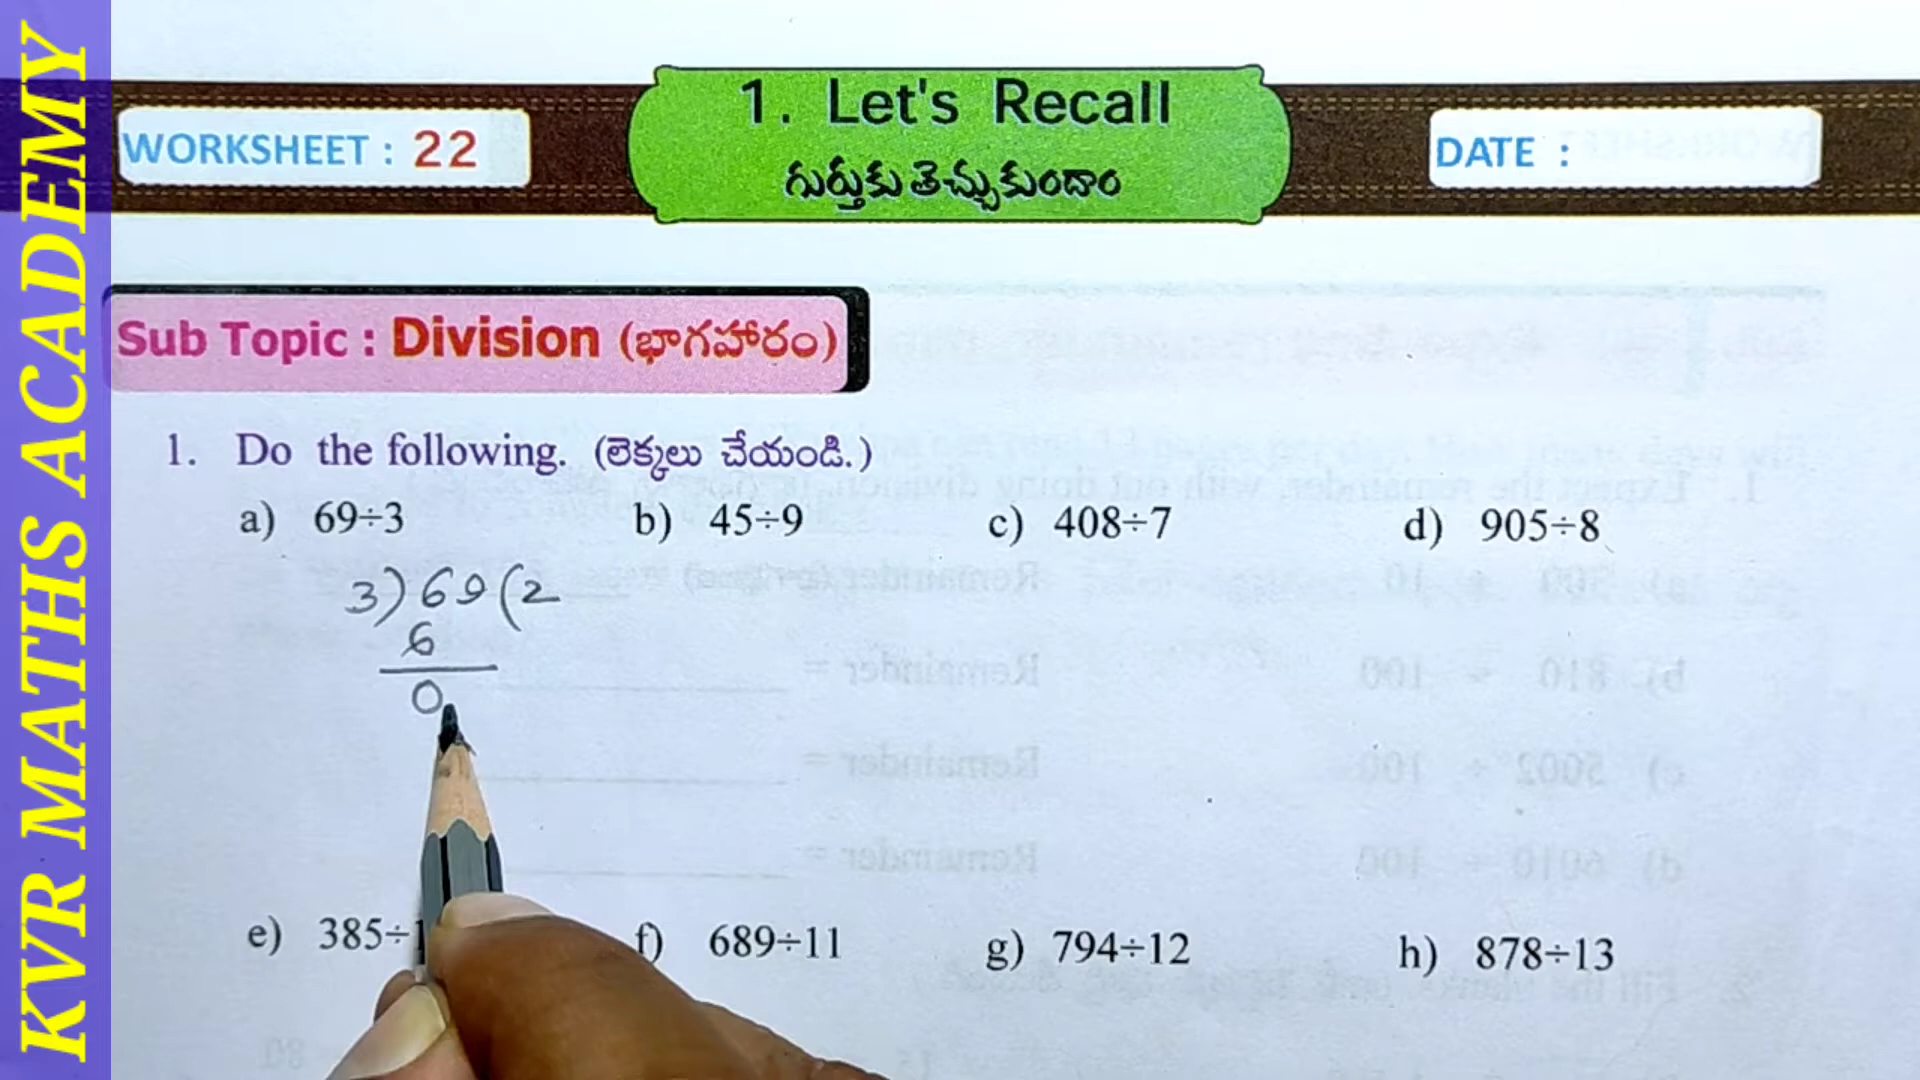 KVR MATHS ACADEMY
WORKSHEET : 22
1. Let's Recall
గుర్తుకు తెచ్చుకుందాం
DATE :
Sub Topic : Division (భాగహారం)
1. Do the following. (లెక్కలు చేయండి.)
a) 69÷3 b) 45÷9 c) 408÷7 d) 905÷8
3)69(2
6
0
e) 385÷1 f) 689÷11 g) 794÷12 h) 878÷13